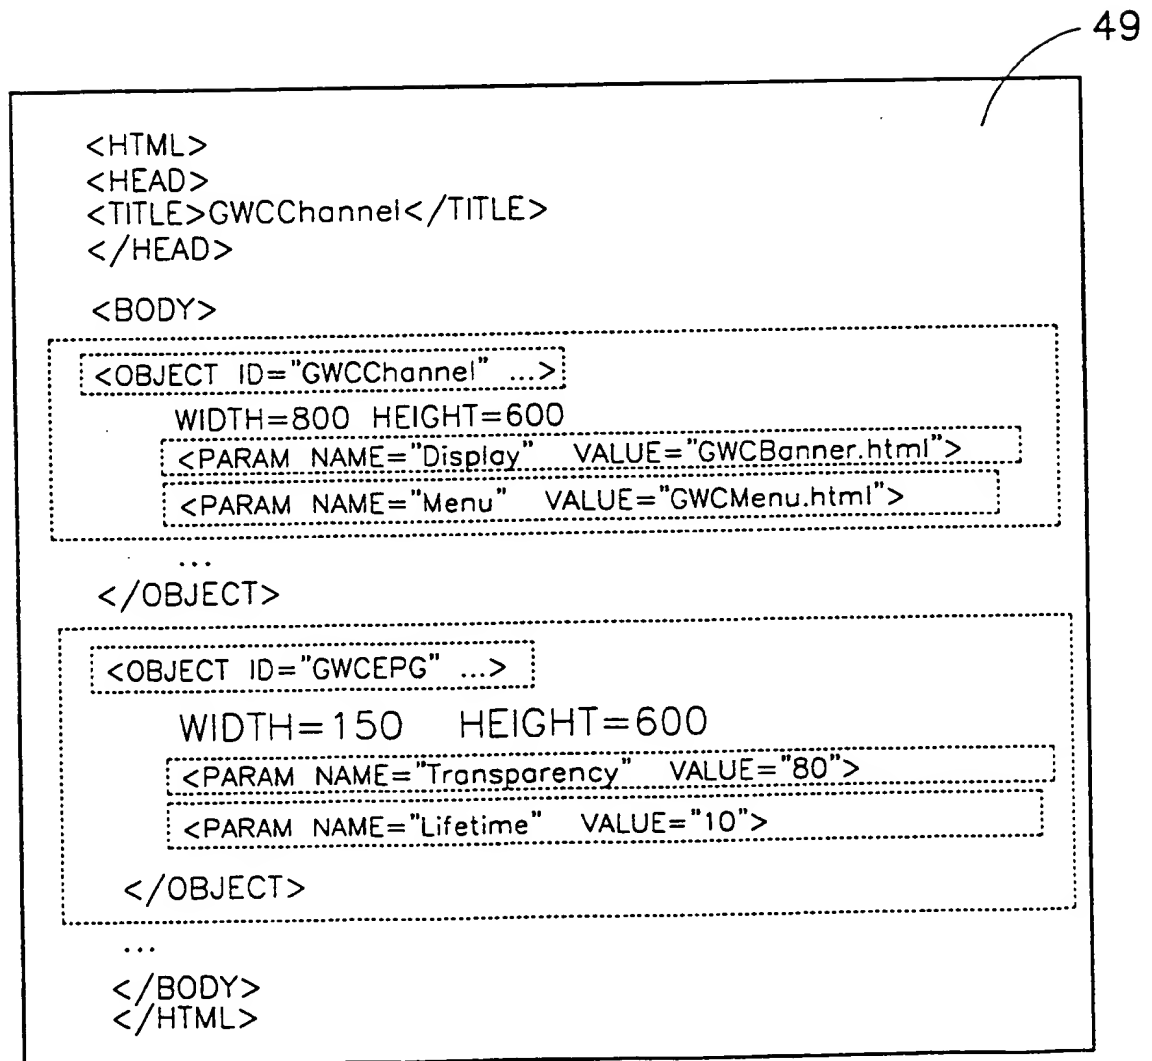 49
<HTML>
<HEAD>
<TITLE>GWCChannel</TITLE>
</HEAD>
<BODY>
<OBJECT ID="GWCChannel" ...>
WIDTH=800 HEIGHT=600
<PARAM NAME="Display" VALUE="GWCBanner.html">
<PARAM NAME="Menu" VALUE="GWCMenu.html">
...
</OBJECT>
<OBJECT ID="GWCEPG" ...>
WIDTH=150 HEIGHT=600
<PARAM NAME="Transparency" VALUE="80">
<PARAM NAME="Lifetime" VALUE="10">
</OBJECT>
...
</BODY>
</HTML>